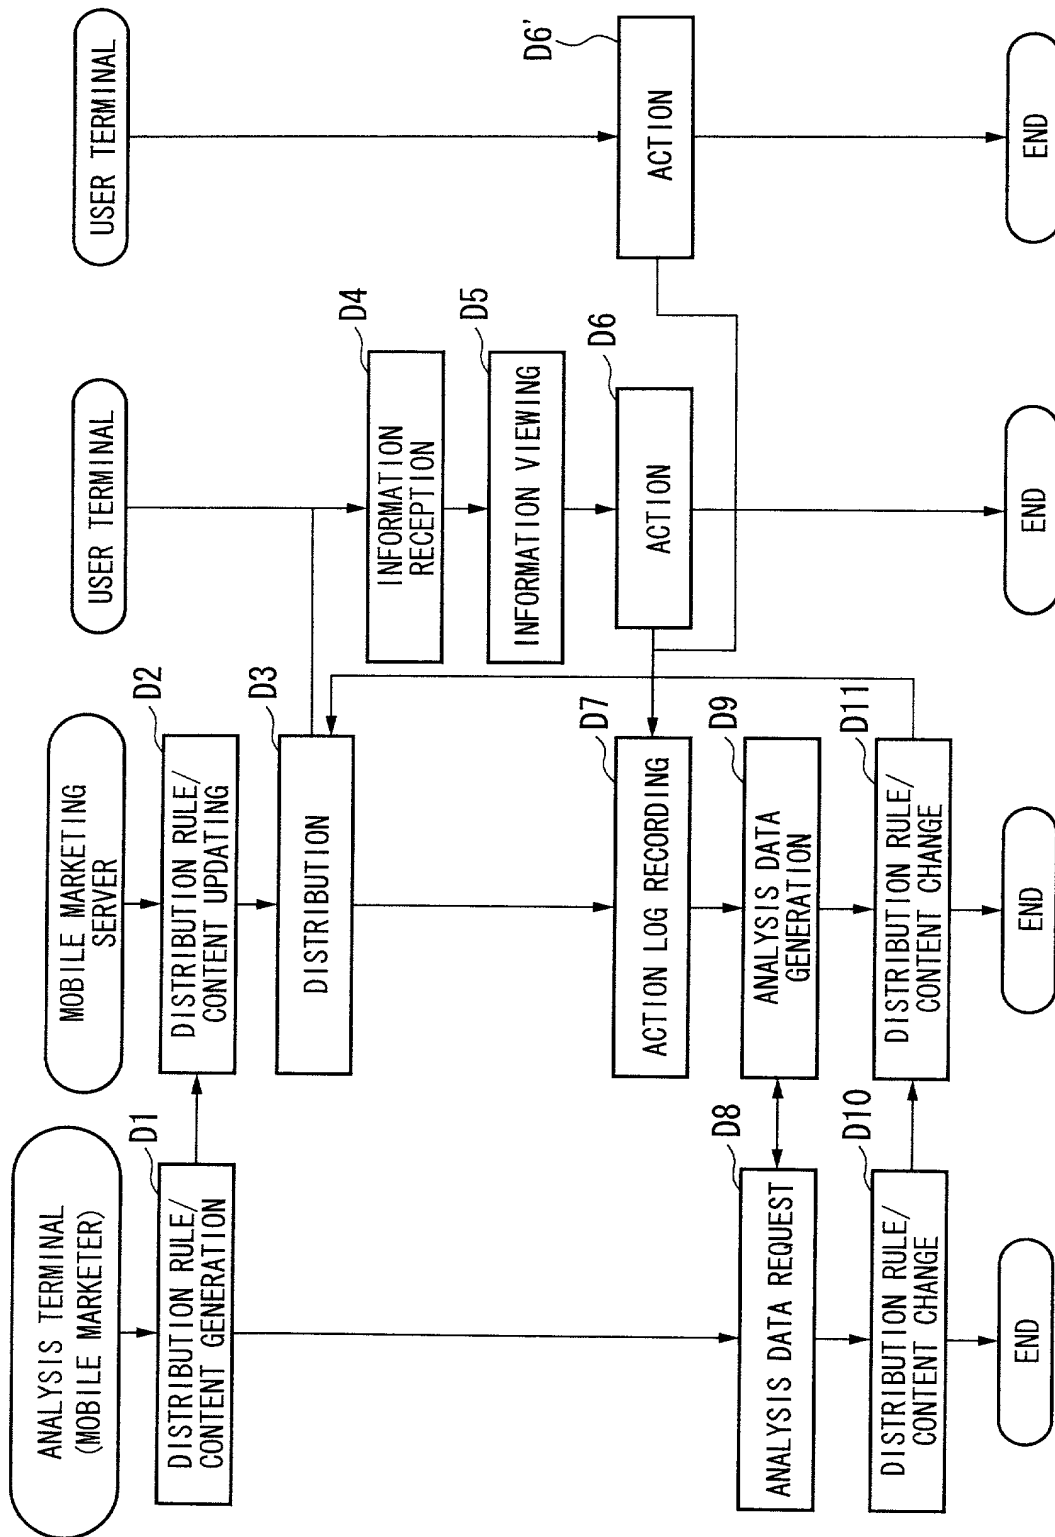 ANALYSIS TERMINAL
(MOBILE MARKETER)
D1
DISTRIBUTION RULE/
CONTENT GENERATION
D8
ANALYSIS DATA REQUEST
D10
DISTRIBUTION RULE/
CONTENT CHANGE
END
MOBILE MARKETING
SERVER
D2
DISTRIBUTION RULE/
CONTENT UPDATING
D3
DISTRIBUTION
D7
ACTION LOG RECORDING
D9
ANALYSIS DATA
GENERATION
D11
DISTRIBUTION RULE/
CONTENT CHANGE
END
USER TERMINAL
D4
INFORMATION
RECEPTION
D5
INFORMATION VIEWING
D6
ACTION
END
USER TERMINAL
D6'
ACTION
END